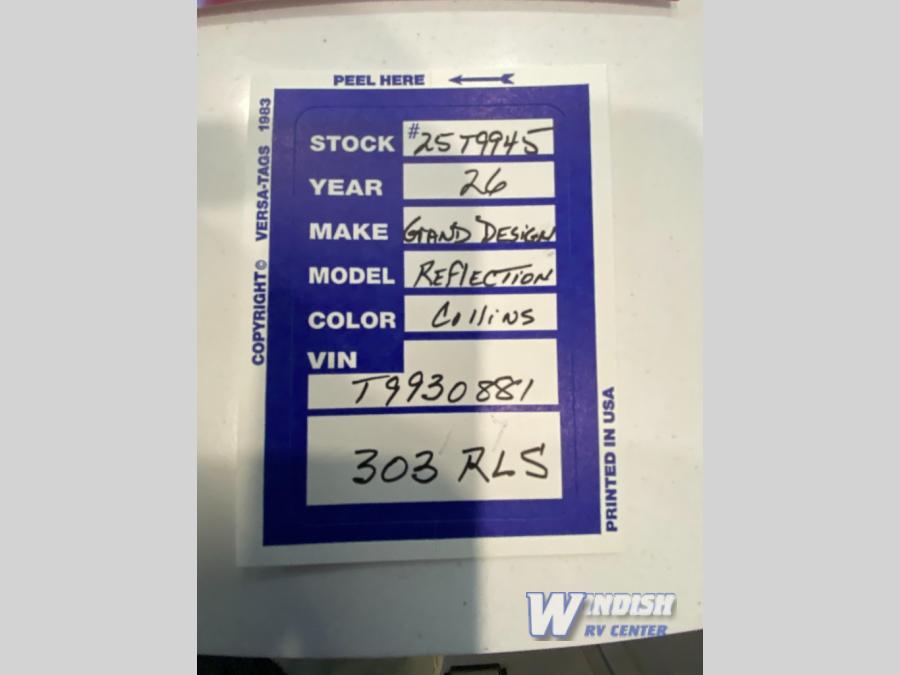 PEEL HERE
COPYRIGHT © VERSA-TAGS 1983
STOCK #25T9945
YEAR 26
MAKE GRAND DESIGN
MODEL REFLECTION
COLOR Collins
VIN
T9930881
303 RLS
PRINTED IN USA
WINDISH
RV CENTER